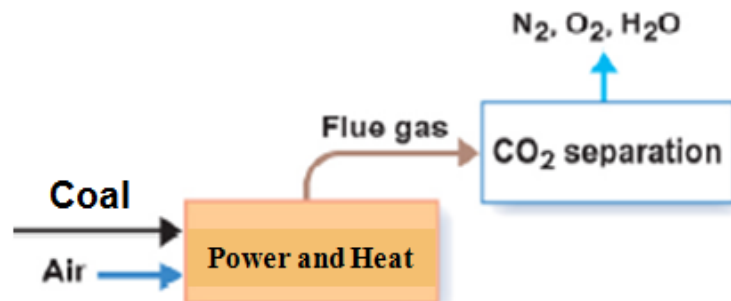 N₂, O₂, H₂O
Flue gas
CO₂ separation
Coal
Power and Heat
Air